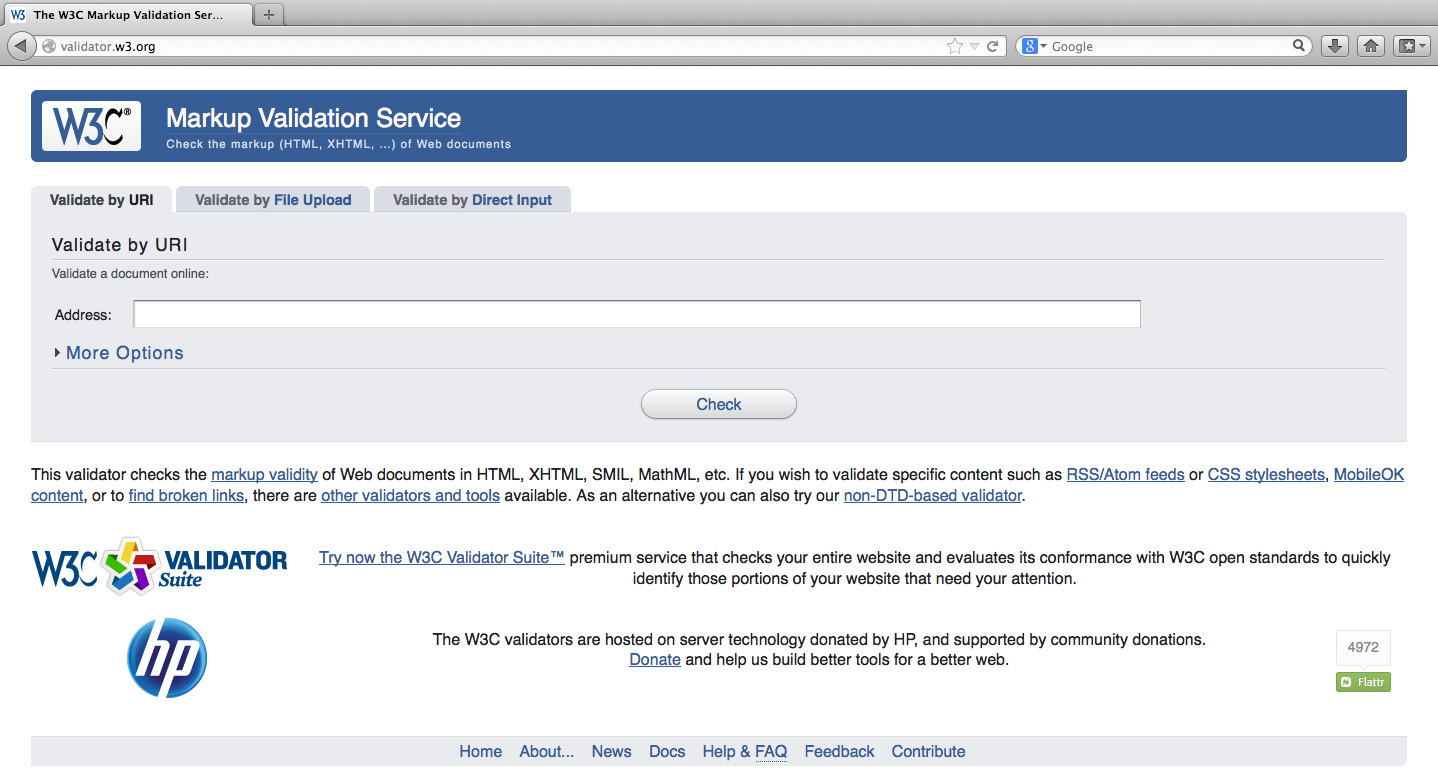 W3 The W3C Markup Validation Ser...
validator.w3.org
8 Google
W3C®
Markup Validation Service
Check the markup (HTML, XHTML, …) of Web documents
Validate by URI
Validate by File Upload
Validate by Direct Input
Validate by URI
Validate a document online:
Address:
More Options
Check
This validator checks the markup validity of Web documents in HTML, XHTML, SMIL, MathML, etc. If you wish to validate specific content such as RSS/Atom feeds or CSS stylesheets, MobileOK
content, or to find broken links, there are other validators and tools available. As an alternative you can also try our non-DTD-based validator.
W3C VALIDATOR
Suite
Try now the W3C Validator Suite™ premium service that checks your entire website and evaluates its conformance with W3C open standards to quickly
identify those portions of your website that need your attention.
hp
The W3C validators are hosted on server technology donated by HP, and supported by community donations.
Donate and help us build better tools for a better web.
4972
Flattr
Home About... News Docs Help & FAQ Feedback Contribute